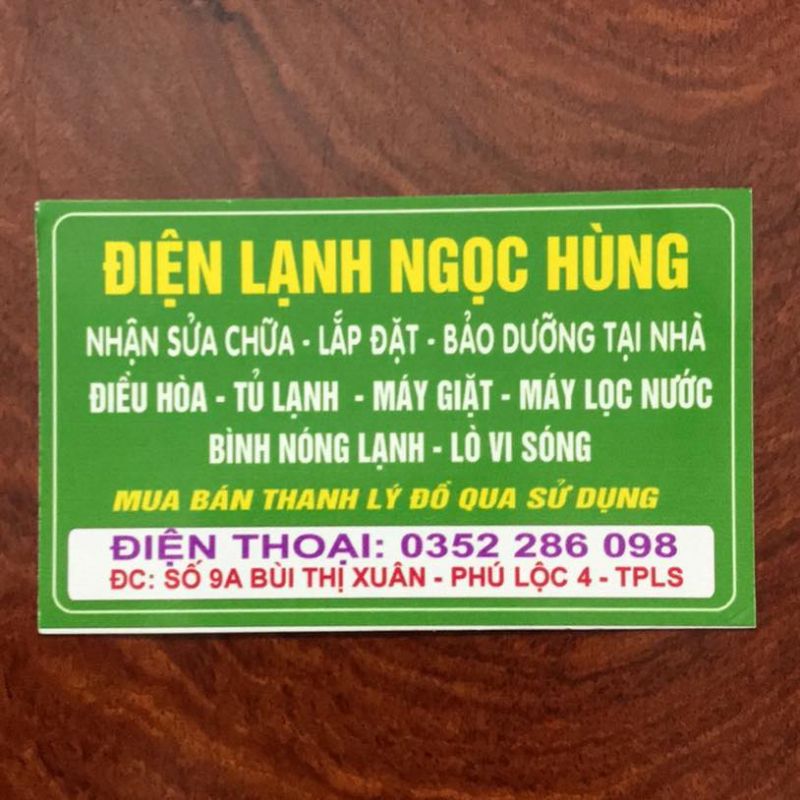 ĐIỆN LẠNH NGỌC HÙNG
NHẬN SỬA CHỮA - LẮP ĐẶT - BẢO DƯỠNG TẠI NHÀ
ĐIỀU HÒA - TỦ LẠNH - MÁY GIẶT - MÁY LỌC NƯỚC
BÌNH NÓNG LẠNH - LÒ VI SÓNG
MUA BÁN THANH LÝ ĐỒ QUA SỬ DỤNG
ĐIỆN THOẠI: 0352 286 098
ĐC: SỐ 9A BÙI THỊ XUÂN - PHÚ LỘC 4 - TPLS